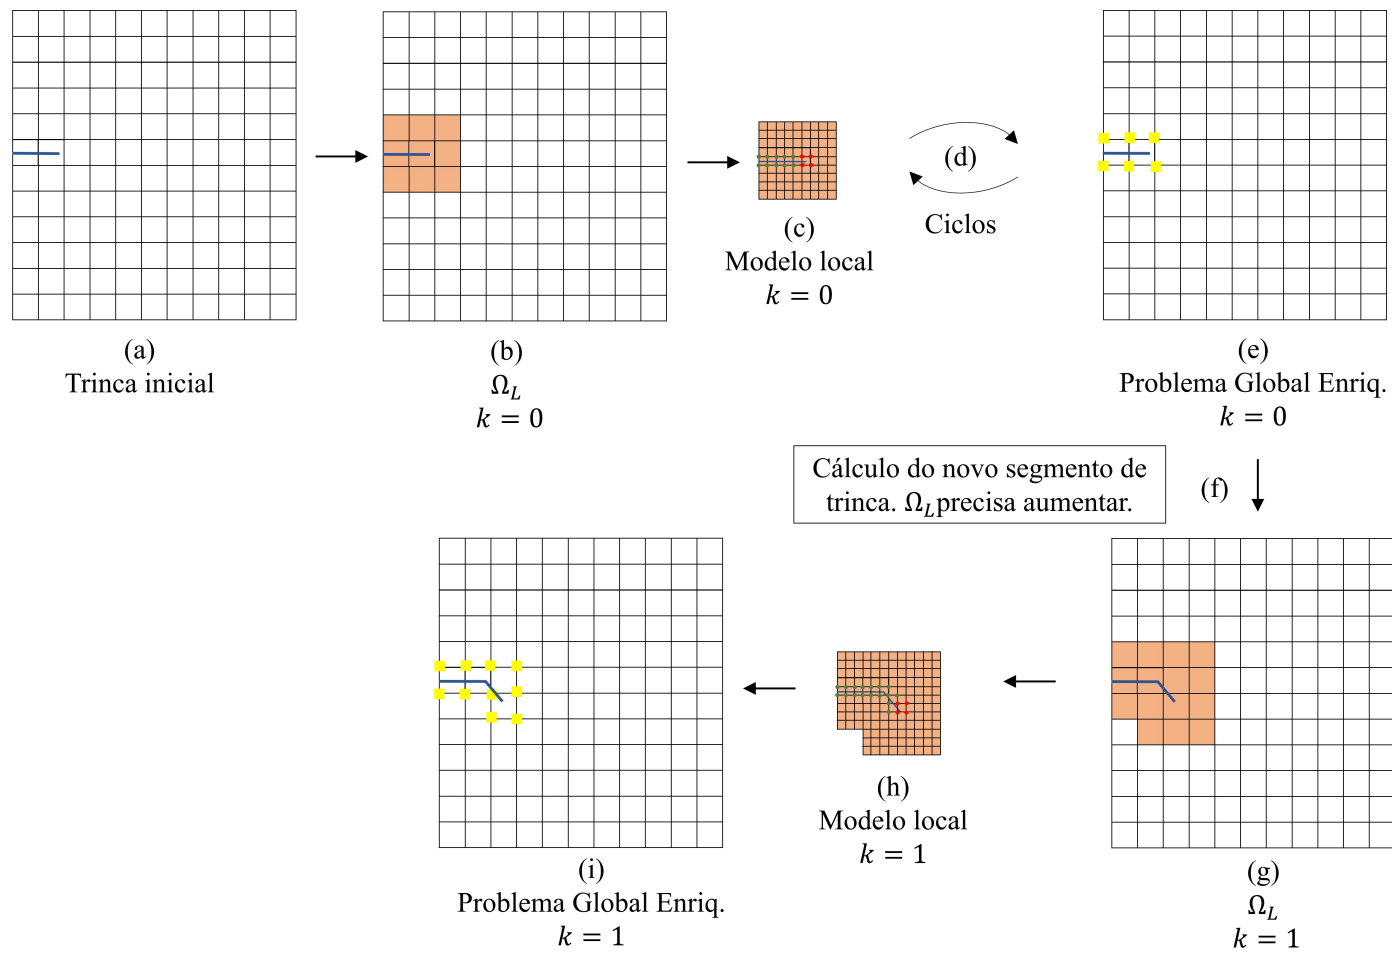 (a)
Trinca inicial
(b)
Ω_L
k = 0
(c)
Modelo local
k = 0
(d)
Ciclos
(e)
Problema Global Enriq.
k = 0
Cálculo do novo segmento de
trinca. Ω_L precisa aumentar.
(f)
(g)
Ω_L
k = 1
(h)
Modelo local
k = 1
(i)
Problema Global Enriq.
k = 1